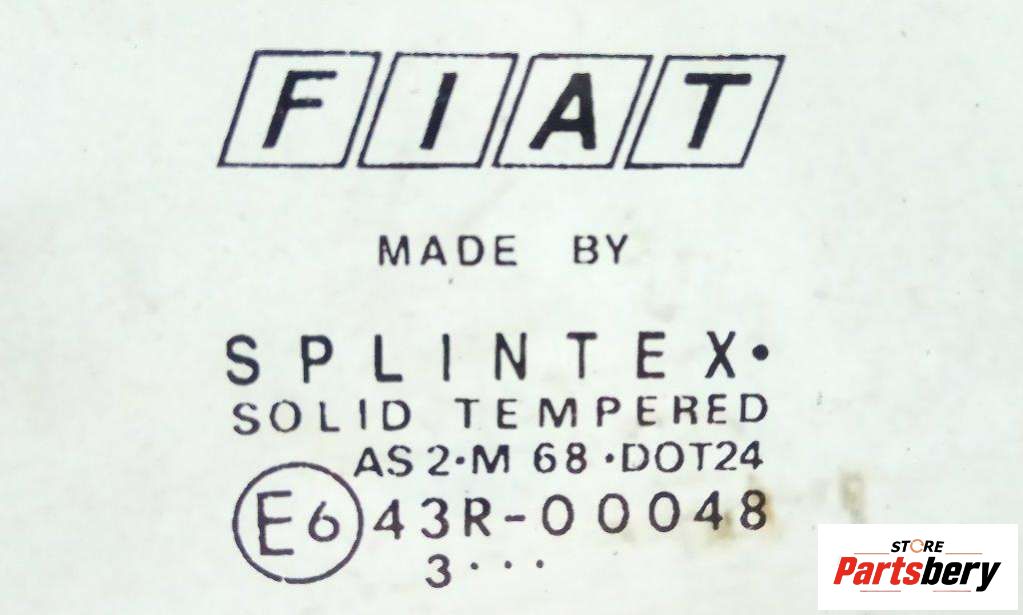 FIAT
MADE BY
SPLINTEX•
SOLID TEMPERED
AS2•M 68 •DOT24
E6 43R-00048
3•••
STORE
Partsbery